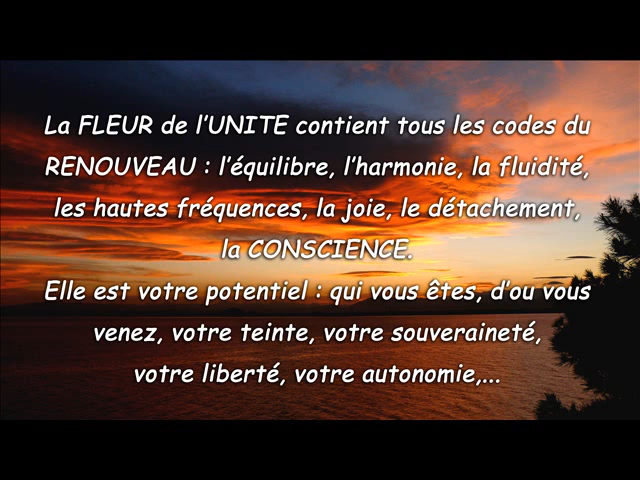 La FLEUR de l'UNITE contient tous les codes du
RENOUVEAU : l'équilibre, l'harmonie, la fluidité,
les hautes fréquences, la joie, le détachement,
la CONSCIENCE.
Elle est votre potentiel : qui vous êtes, d'ou vous
venez, votre teinte, votre souveraineté,
votre liberté, votre autonomie,...